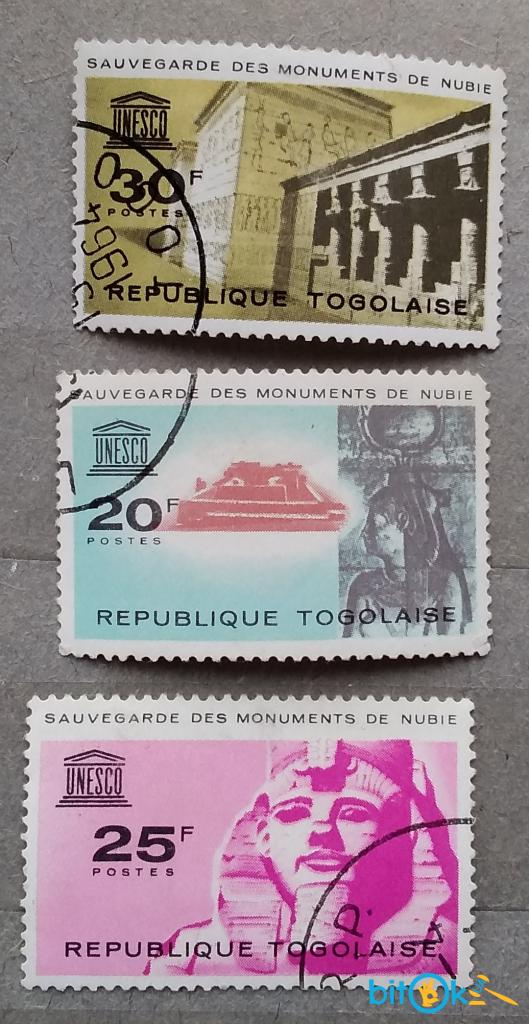 SAUVEGARDE DES MONUMENTS DE NUBIE
UNESCO
30F
POSTES
1964
REPUBLIQUE TOGOLAISE
SAUVEGARDE DES MONUMENTS DE NUBIE
UNESCO
20F
POSTES
REPUBLIQUE TOGOLAISE
SAUVEGARDE DES MONUMENTS DE NUBIE
UNESCO
25F
POSTES
REPUBLIQUE TOGOLAISE
R.P.
bitOk